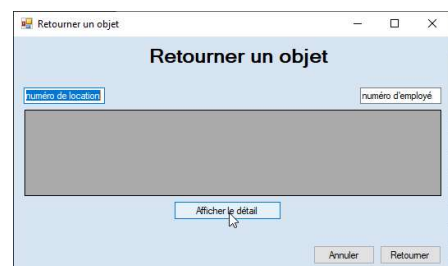 Retourner un objet
Retourner un objet
numéro de location
numéro d'employé
Afficher le détail
Annuler
Retourner